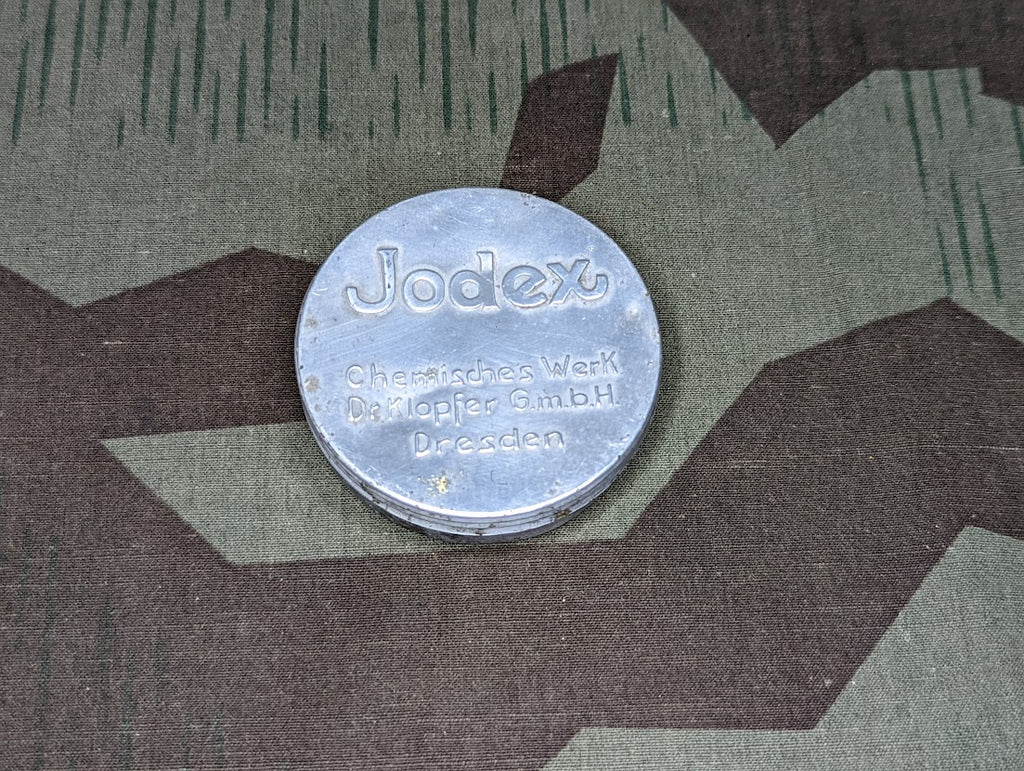 Jodex
Chemisches Werk
Dr. Klopfer G.m.b.H.
Dresden